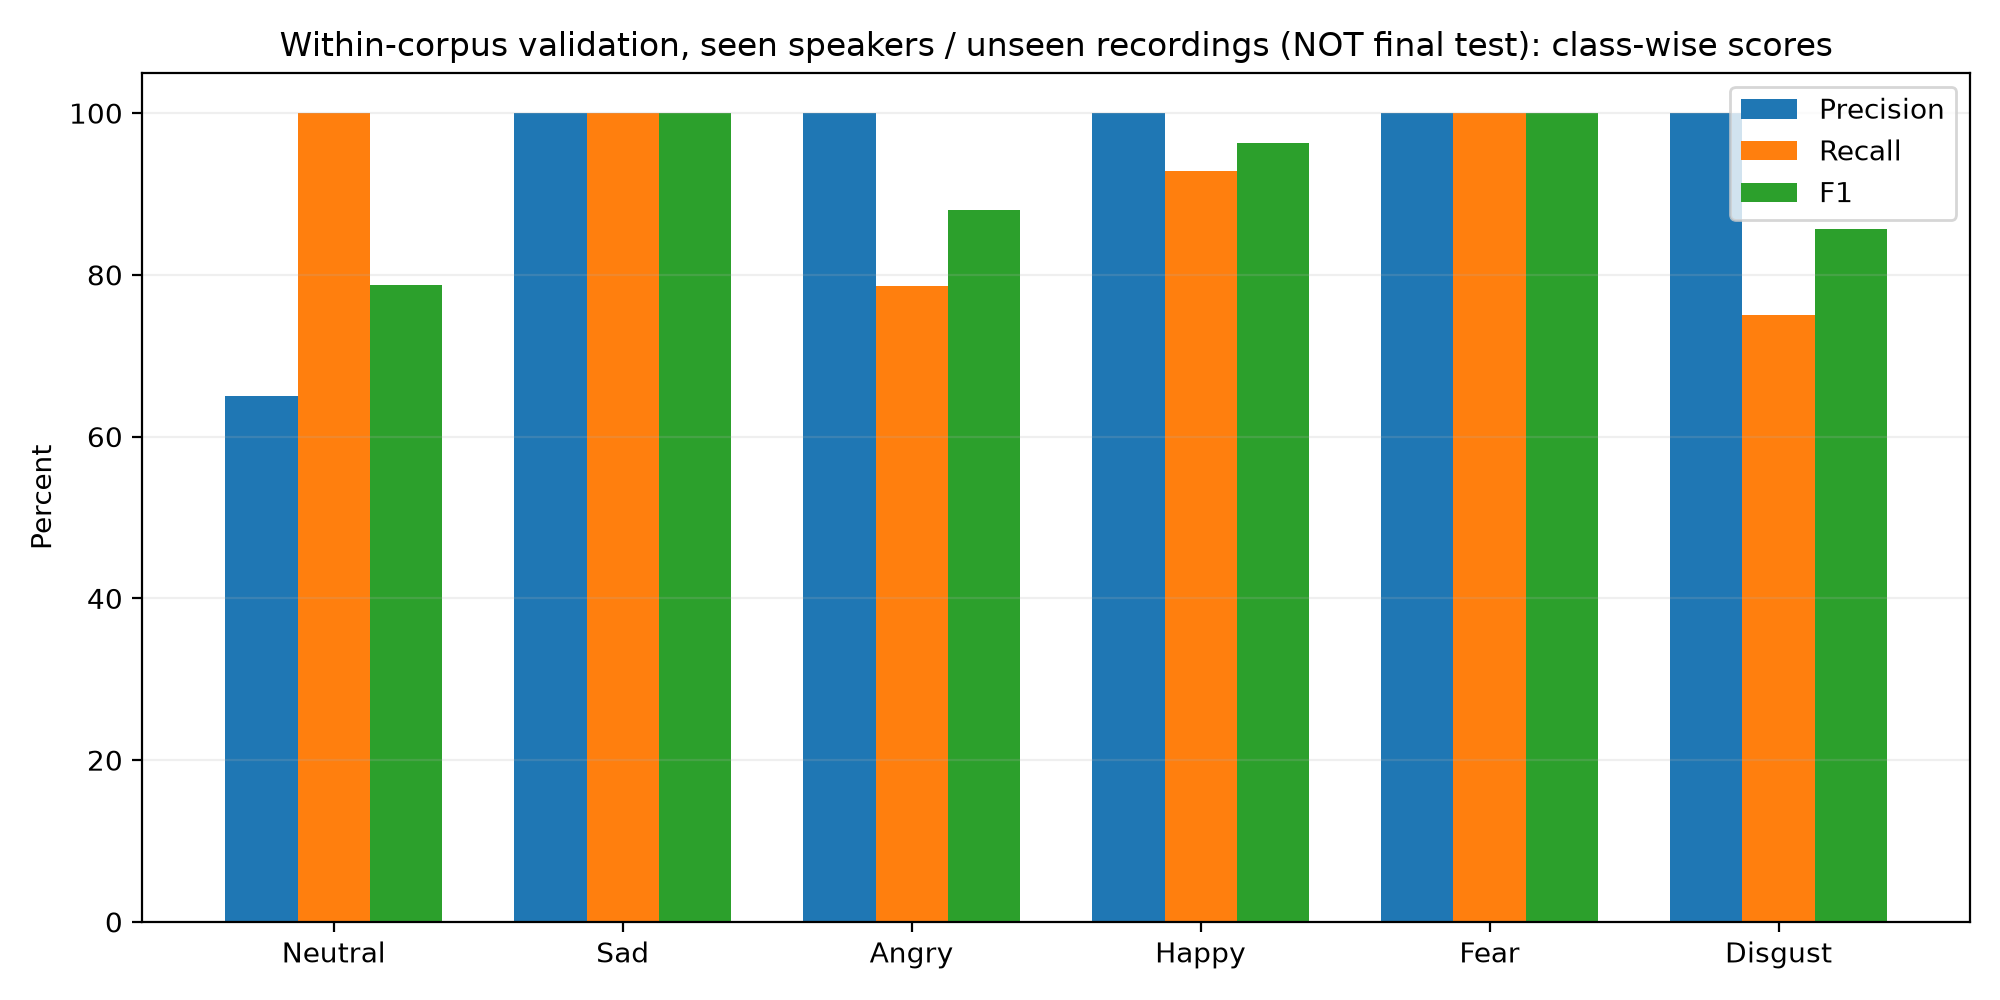 Within-corpus validation, seen speakers / unseen recordings (NOT final test): class-wise scores
Precision
Recall
F1
Percent
100
80
60
40
20
0
Neutral
Sad
Angry
Happy
Fear
Disgust